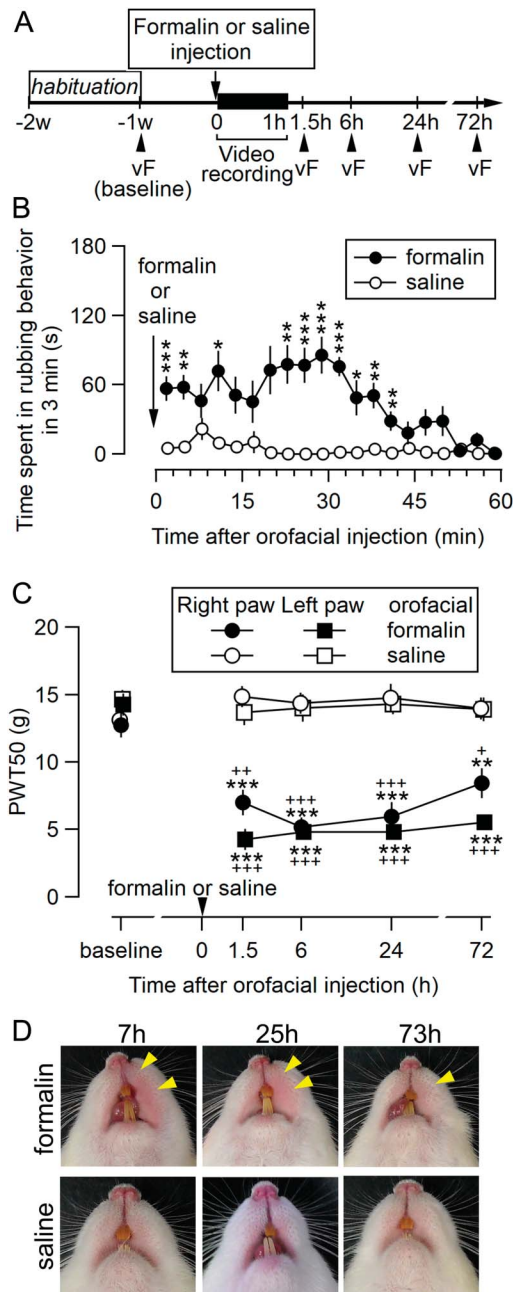 A
Formalin or saline
injection
habituation
-2w -1w 0 1h 1.5h 6h 24h 72h
vF
(baseline)
Video
recording
vF vF vF vF
B
formalin
or
saline
formalin
saline
Time spent in rubbing behavior
in 3 min (s)
180
120
60
0
*** ** * ** *** *** *** * ** **
0 15 30 45 60
Time after orofacial injection (min)
C
Right paw Left paw orofacial
formalin
saline
PWT50 (g)
20
15
10
5
0
++ +++ +++ +
*** *** *** **
*** *** *** ***
+++ +++ +++ +++
formalin or saline
baseline 0 1.5 6 24 72
Time after orofacial injection (h)
D
7h 25h 73h
formalin
saline